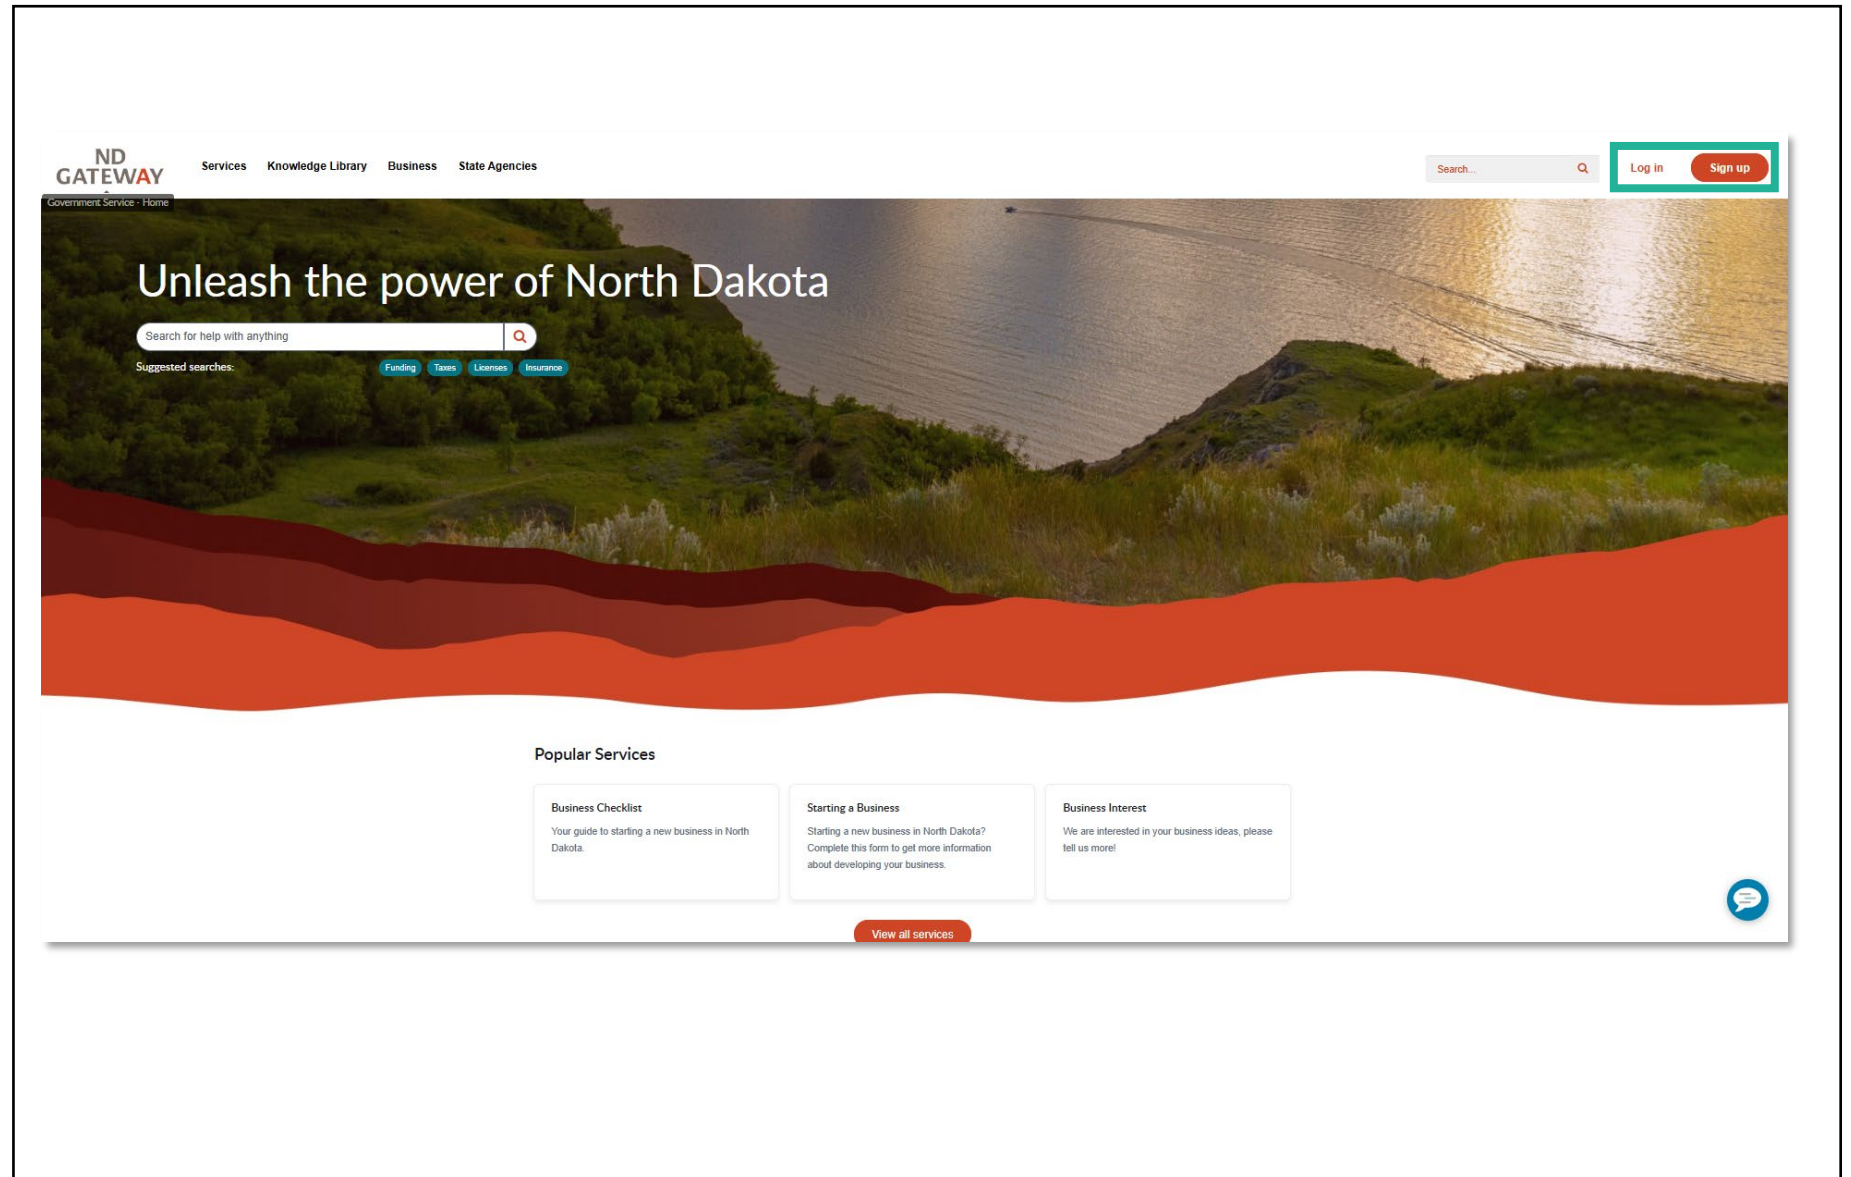 ND
GATEWAY
Services Knowledge Library Business State Agencies
Search...
Log in Sign up
Government Service - Home
Unleash the power of North Dakota
Search for help with anything
Suggested searches: Funding Taxes Licenses Insurance
Popular Services
Business Checklist
Your guide to starting a new business in North
Dakota.
Starting a Business
Starting a new business in North Dakota?
Complete this form to get more information
about developing your business.
Business Interest
We are interested in your business ideas, please
tell us more!
View all services